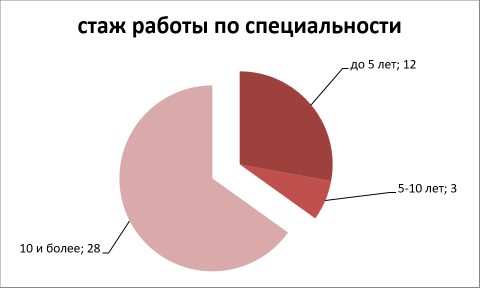 стаж работы по специальности
до 5 лет; 12
5-10 лет; 3
10 и более; 28